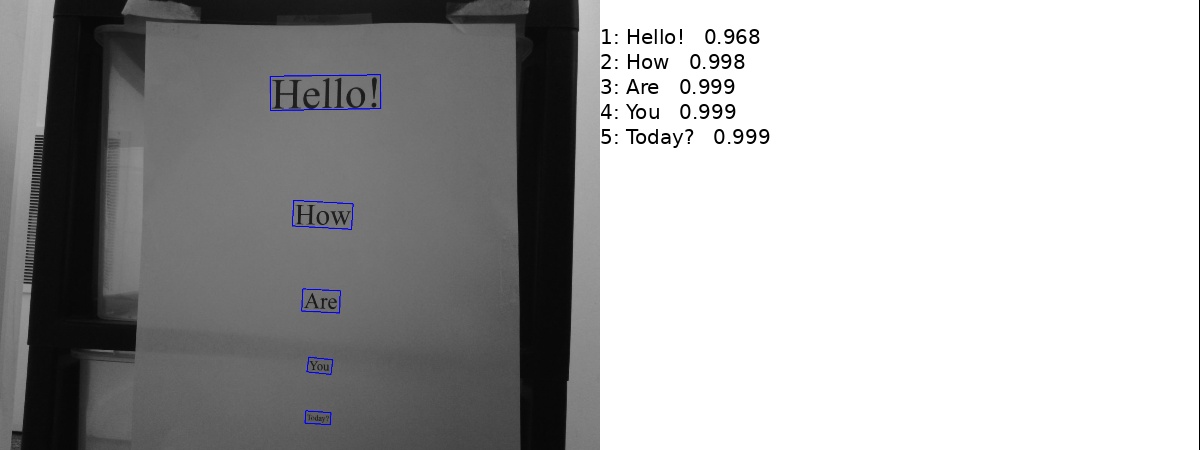 Hello!
How
Are
You
Today?
1: Hello! 0.968
2: How 0.998
3: Are 0.999
4: You 0.999
5: Today? 0.999